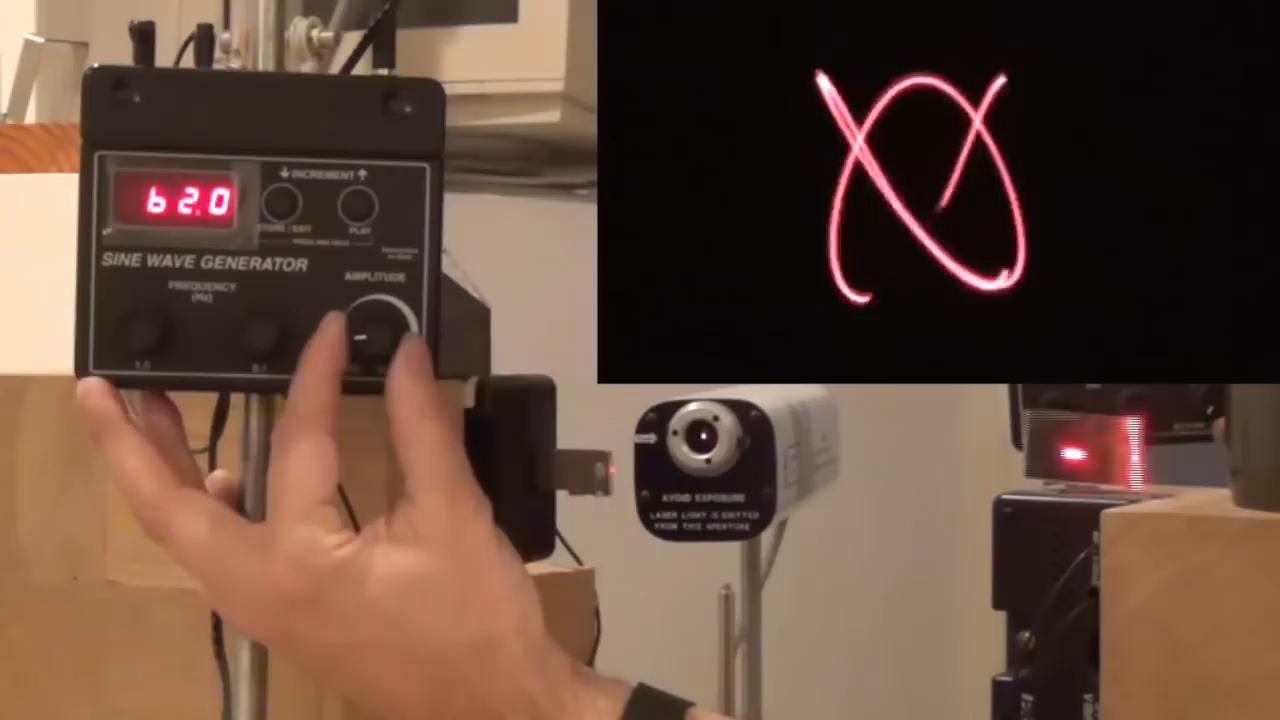 INCREMENT
62.0
STORE / EXIT
PLAY
SINE WAVE GENERATOR
AMPLITUDE
FREQUENCY
(Hz)
1.0
0.1
AVOID EXPOSURE
LASER LIGHT IS EMITTED
FROM THIS APERTURE